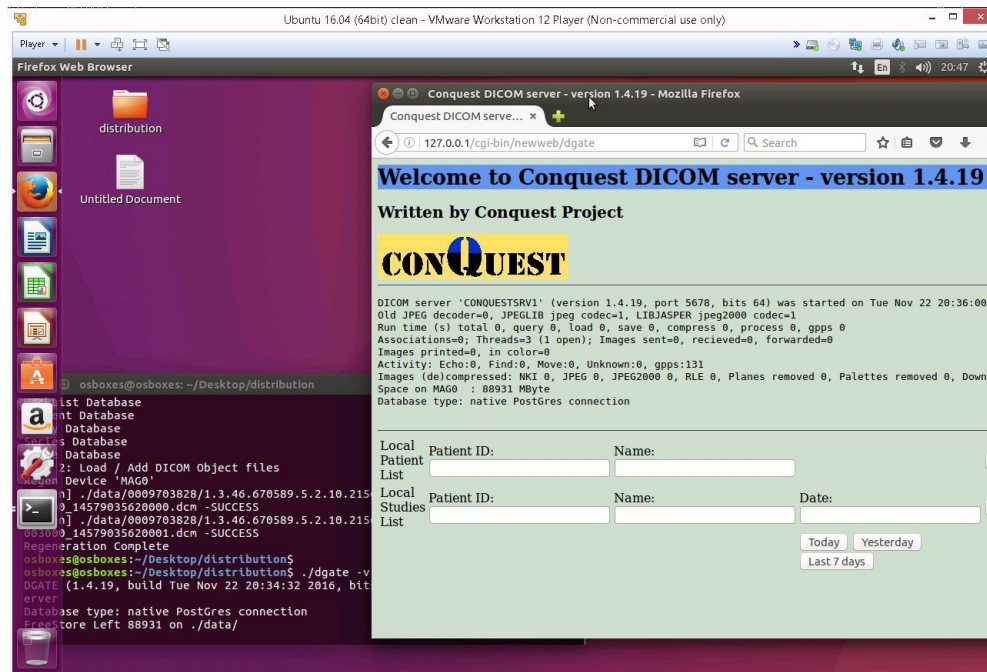 Ubuntu 16.04 (64bit) clean - VMware Workstation 12 Player (Non-commercial use only)
Player
Firefox Web Browser
En
20:47
distribution
Untitled Document
Conquest DICOM server - version 1.4.19 - Mozilla Firefox
Conquest DICOM serve...
127.0.0.1/cgi-bin/newweb/dgate
Search
Welcome to Conquest DICOM server - version 1.4.19
Written by Conquest Project
CONQUEST
DICOM server 'CONQUESTSRV1' (version 1.4.19, port 5678, bits 64) was started on Tue Nov 22 20:36:00
Old JPEG decoder=0, JPEGLIB jpeg codec=1, LIBJASPER jpeg2000 codec=1
Run time (s) total 0, query 0, load 0, save 0, compress 0, process 0, gpps 0
Associations=0; Threads=3 (1 open); Images sent=0, recieved=0, forwarded=0
Images printed=0, in color=0
Activity: Echo:0, Find:0, Move:0, Unknown:0, gpps:131
Images (de)compressed: NKI 0, JPEG 0, JPEG2000 0, RLE 0, Planes removed 0, Palettes removed 0, Down
Space on MAG0 : 88931 MByte
Database type: native PostGres connection
Local Patient List
Patient ID:
Name:
Local Studies List
Patient ID:
Name:
Date:
Today
Yesterday
Last 7 days
osboxes@osboxes: ~/Desktop/distribution
ist Database
nt Database
Database
s Database
Database
2: Load / Add DICOM Object files
Regen Device 'MAG0'
n] ./data/0009703828/1.3.46.670589.5.2.10.215
0_14579035620000.dcm -SUCCESS
n] ./data/0009703828/1.3.46.670589.5.2.10.215
003000_14579035620001.dcm -SUCCESS
Regeneration Complete
osboxes@osboxes:~/Desktop/distribution$
osboxes@osboxes:~/Desktop/distribution$ ./dgate -v
DGATE (1.4.19, build Tue Nov 22 20:34:32 2016, bit
erver
Database type: native PostGres connection
FreeStore Left 88931 on ./data/